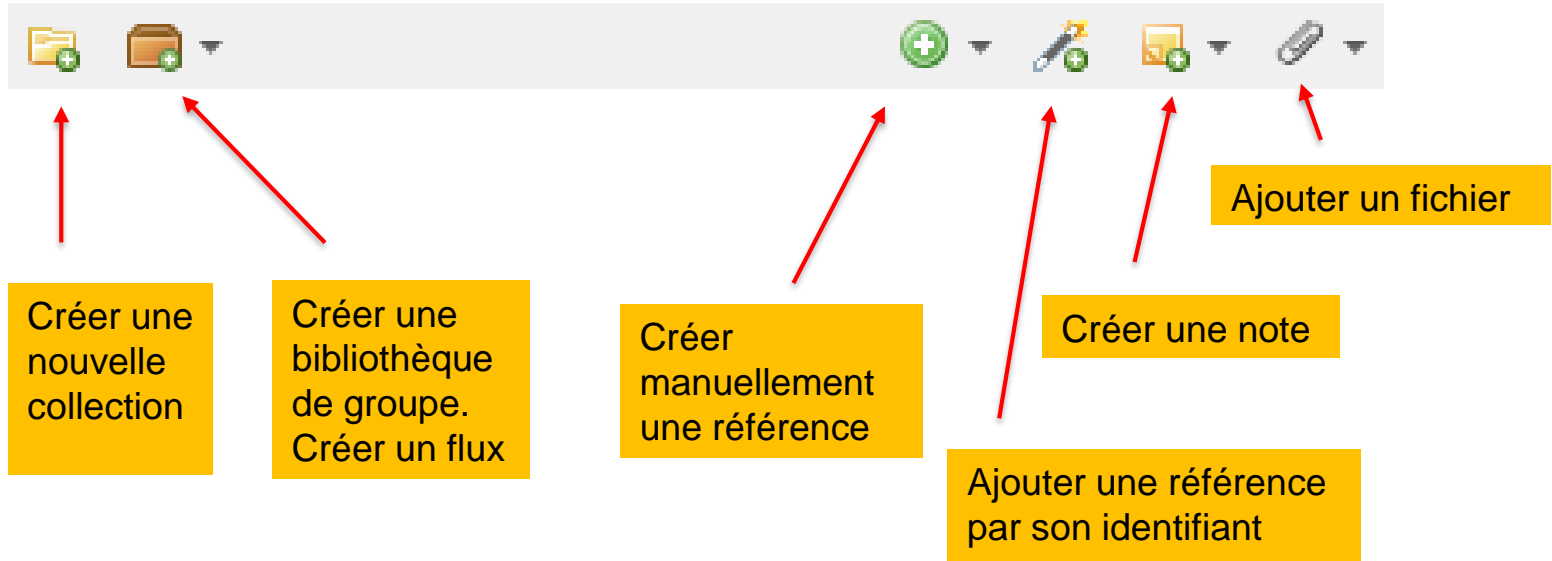 Ajouter un fichier
Créer une
nouvelle
collection
Créer une
bibliothèque
de groupe.
Créer un flux
Créer
manuellement
une référence
Créer une note
Ajouter une référence
par son identifiant